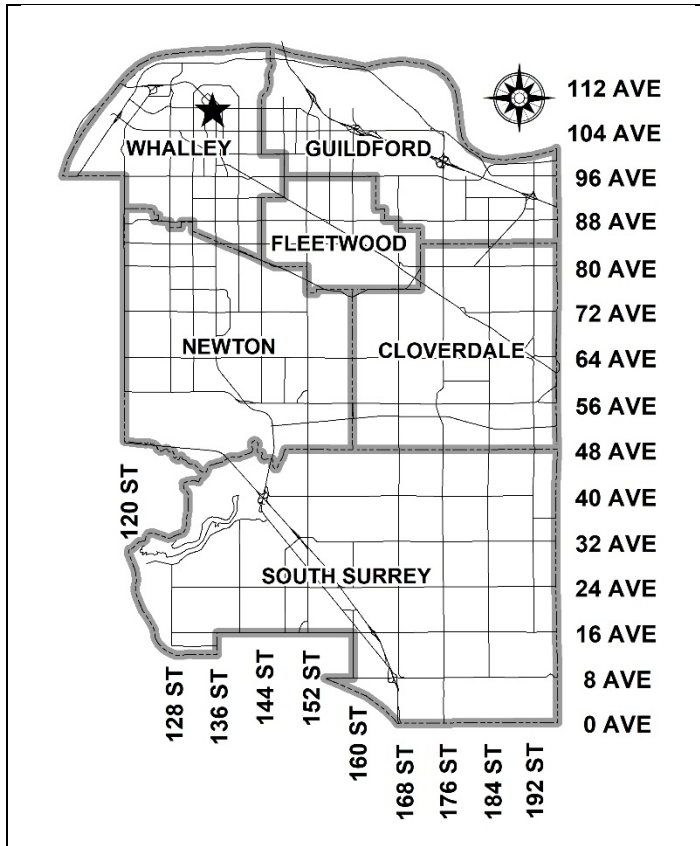 112 AVE
104 AVE
WHALLEY
GUILDFORD
96 AVE
88 AVE
FLEETWOOD
80 AVE
72 AVE
NEWTON
CLOVERDALE
64 AVE
56 AVE
48 AVE
120 ST
40 AVE
32 AVE
SOUTH SURREY
24 AVE
16 AVE
128 ST
136 ST
144 ST
152 ST
8 AVE
160 ST
0 AVE
168 ST
176 ST
184 ST
192 ST